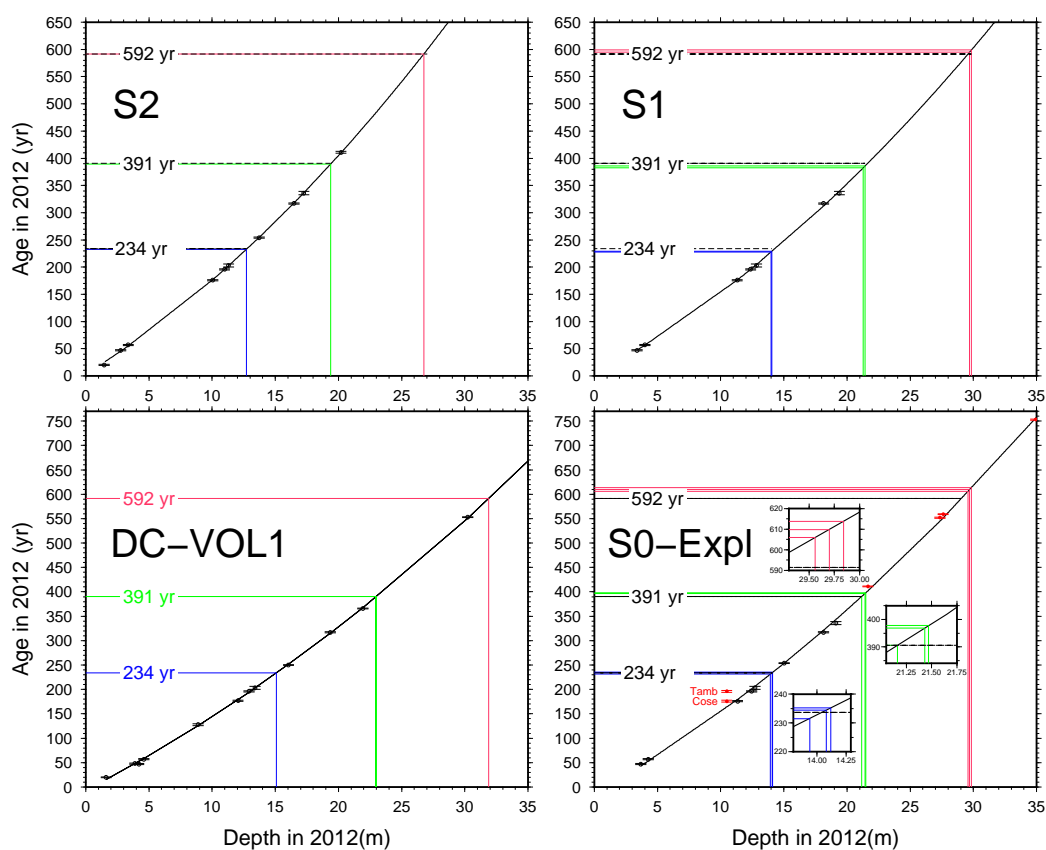 650
600
550
500
450
400
350
300
250
200
150
100
50
0
Age in 2012 (yr)
592 yr
S2
391 yr
234 yr
0 5 10 15 20 25 30 35
650
600
550
500
450
400
350
300
250
200
150
100
50
0
592 yr
S1
391 yr
234 yr
0 5 10 15 20 25 30 35
750
700
650
600
550
500
450
400
350
300
250
200
150
100
50
0
Age in 2012 (yr)
592 yr
DC−VOL1
391 yr
234 yr
0 5 10 15 20 25 30 35
Depth in 2012(m)
750
700
650
600
550
500
450
400
350
300
250
200
150
100
50
0
592 yr
S0−Expl
620
610
600
590
29.50 29.75 30.00
391 yr
400
390
21.25 21.50 21.75
234 yr
Tamb
Cose
240
230
220
14.00 14.25
0 5 10 15 20 25 30 35
Depth in 2012(m)